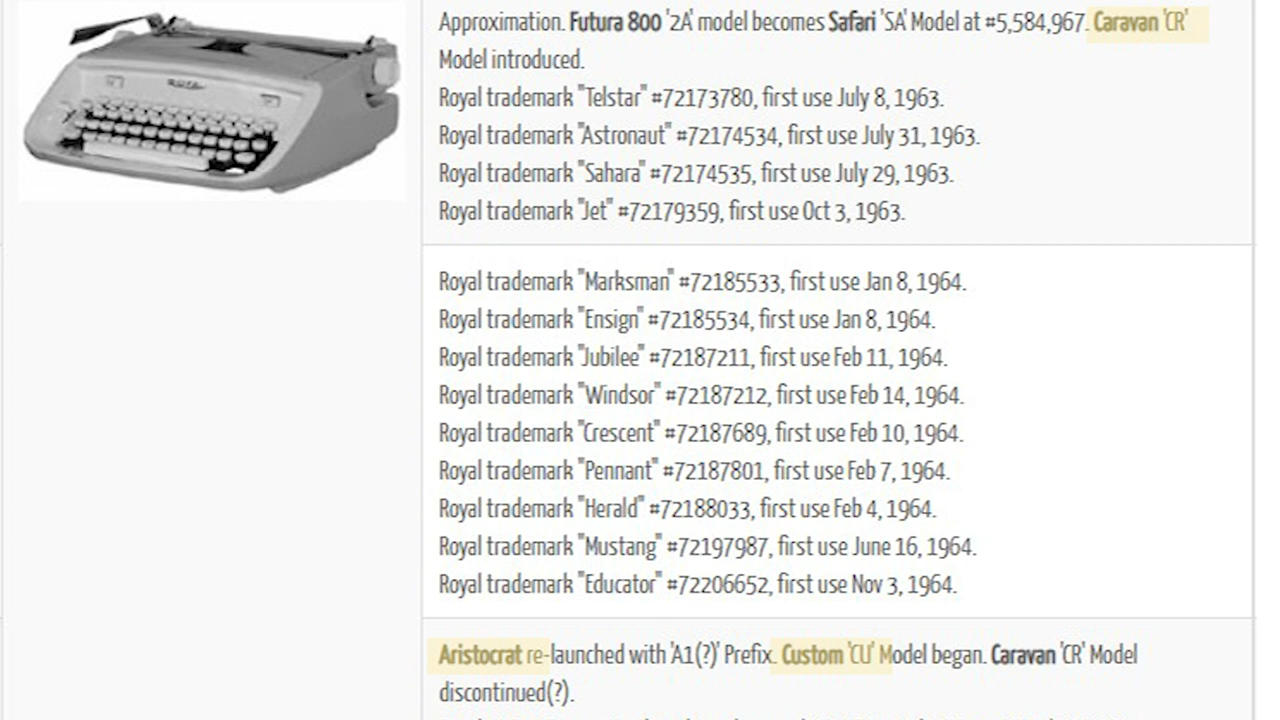 Approximation. Futura 800 '2A' model becomes Safari 'SA' Model at #5,584,967. Caravan 'CR'
Model introduced.
Royal trademark "Telstar" #72173780, first use July 8, 1963.
Royal trademark "Astronaut" #72174534, first use July 31, 1963.
Royal trademark "Sahara" #72174535, first use July 29, 1963.
Royal trademark "Jet" #72179359, first use Oct 3, 1963.
Royal trademark "Marksman" #72185533, first use Jan 8, 1964.
Royal trademark "Ensign" #72185534, first use Jan 8, 1964.
Royal trademark "Jubilee" #72187211, first use Feb 11, 1964.
Royal trademark "Windsor" #72187212, first use Feb 14, 1964.
Royal trademark "Crescent" #72187689, first use Feb 10, 1964.
Royal trademark "Pennant" #72187801, first use Feb 7, 1964.
Royal trademark "Herald" #72188033, first use Feb 4, 1964.
Royal trademark "Mustang" #72197987, first use June 16, 1964.
Royal trademark "Educator" #72206652, first use Nov 3, 1964.
Aristocrat re-launched with 'A1(?)' Prefix. Custom 'CU' Model began. Caravan 'CR' Model
discontinued(?).